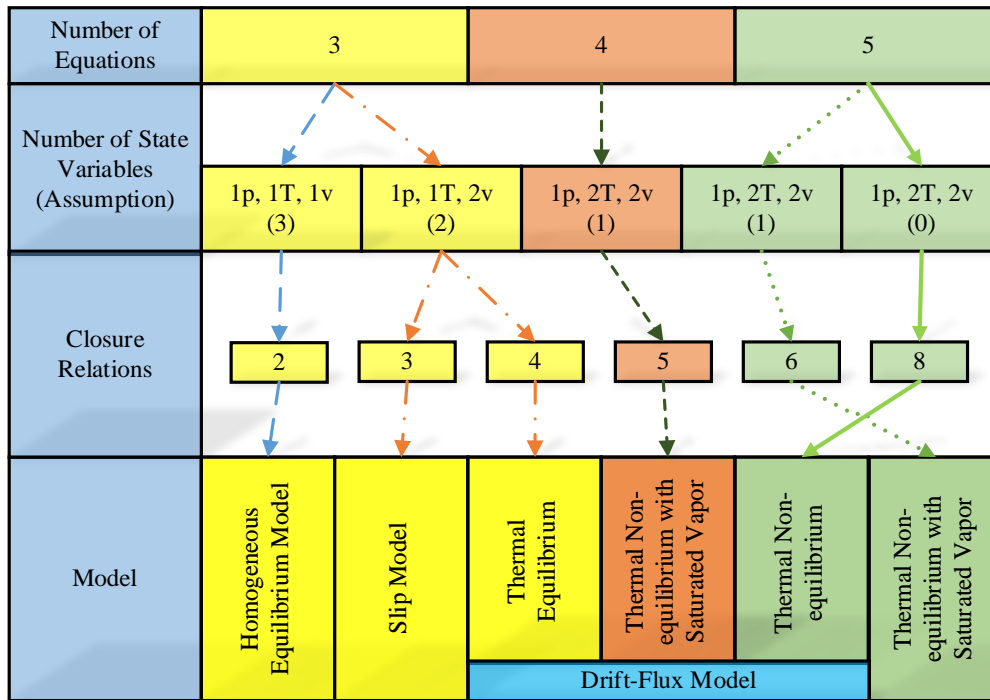 Number of
Equations
3
4
5
Number of State
Variables
(Assumption)
1p, 1T, 1v
(3)
1p, 1T, 2v
(2)
1p, 2T, 2v
(1)
1p, 2T, 2v
(1)
1p, 2T, 2v
(0)
Closure
Relations
2
3
4
5
6
8
Model
Homogeneous
Equilibrium Model
Slip Model
Thermal
Equilibrium
Thermal Non-
equilibrium with
Saturated Vapor
Thermal Non-
equilibrium
Thermal Non-
equilibrium with
Saturated Vapor
Drift-Flux Model